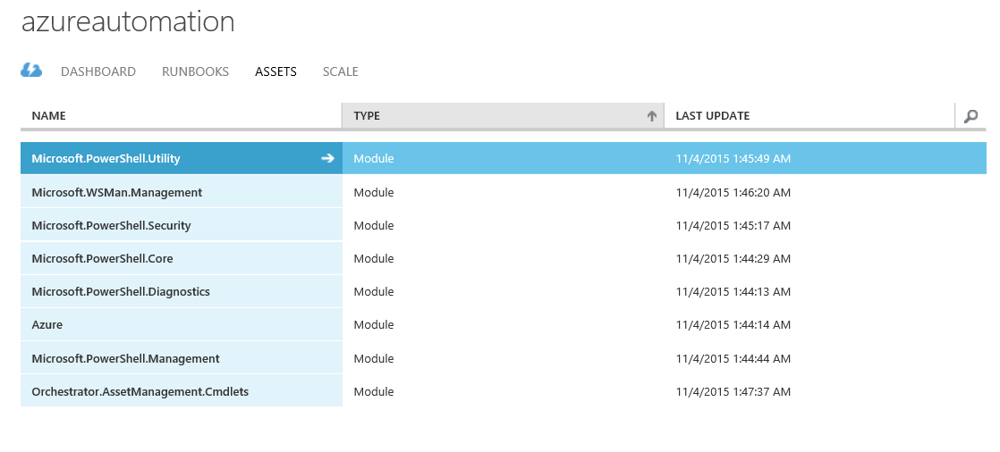 azureautomation
DASHBOARD RUNBOOKS ASSETS SCALE
NAME TYPE LAST UPDATE
Microsoft.PowerShell.Utility Module 11/4/2015 1:45:49 AM
Microsoft.WSMan.Management Module 11/4/2015 1:46:20 AM
Microsoft.PowerShell.Security Module 11/4/2015 1:45:17 AM
Microsoft.PowerShell.Core Module 11/4/2015 1:44:29 AM
Microsoft.PowerShell.Diagnostics Module 11/4/2015 1:44:13 AM
Azure Module 11/4/2015 1:44:14 AM
Microsoft.PowerShell.Management Module 11/4/2015 1:44:44 AM
Orchestrator.AssetManagement.Cmdlets Module 11/4/2015 1:47:37 AM